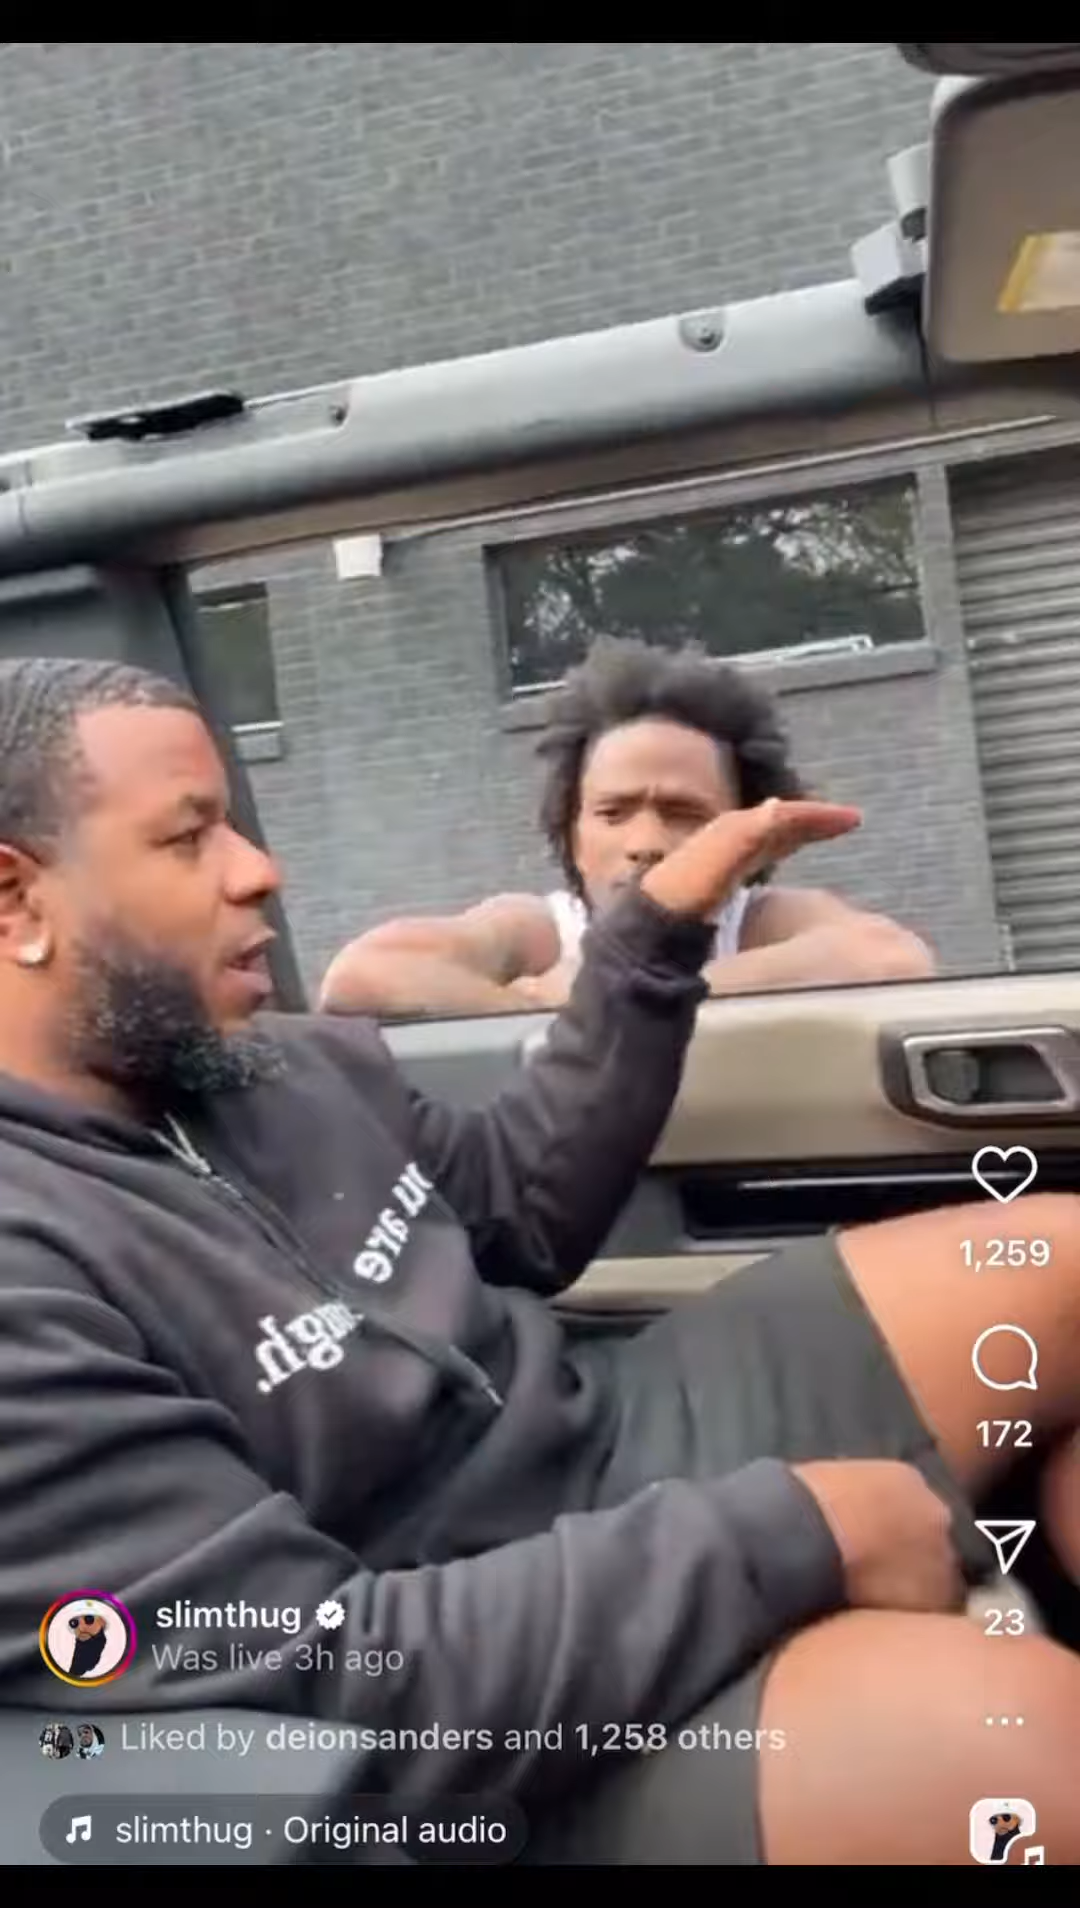 1,259
172
23
slimthug
Was live 3h ago
Liked by deionsanders and 1,258 others
slimthug · Original audio
are